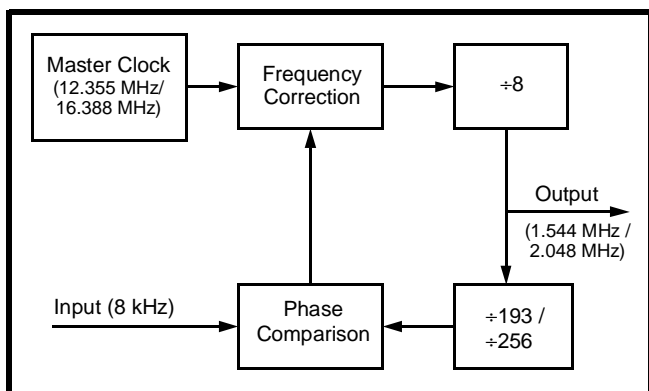 Master Clock
(12.355 MHz/
16.388 MHz)
Frequency
Correction
÷8
Output
(1.544 MHz /
2.048 MHz)
Input (8 kHz)
Phase
Comparison
÷193 /
÷256